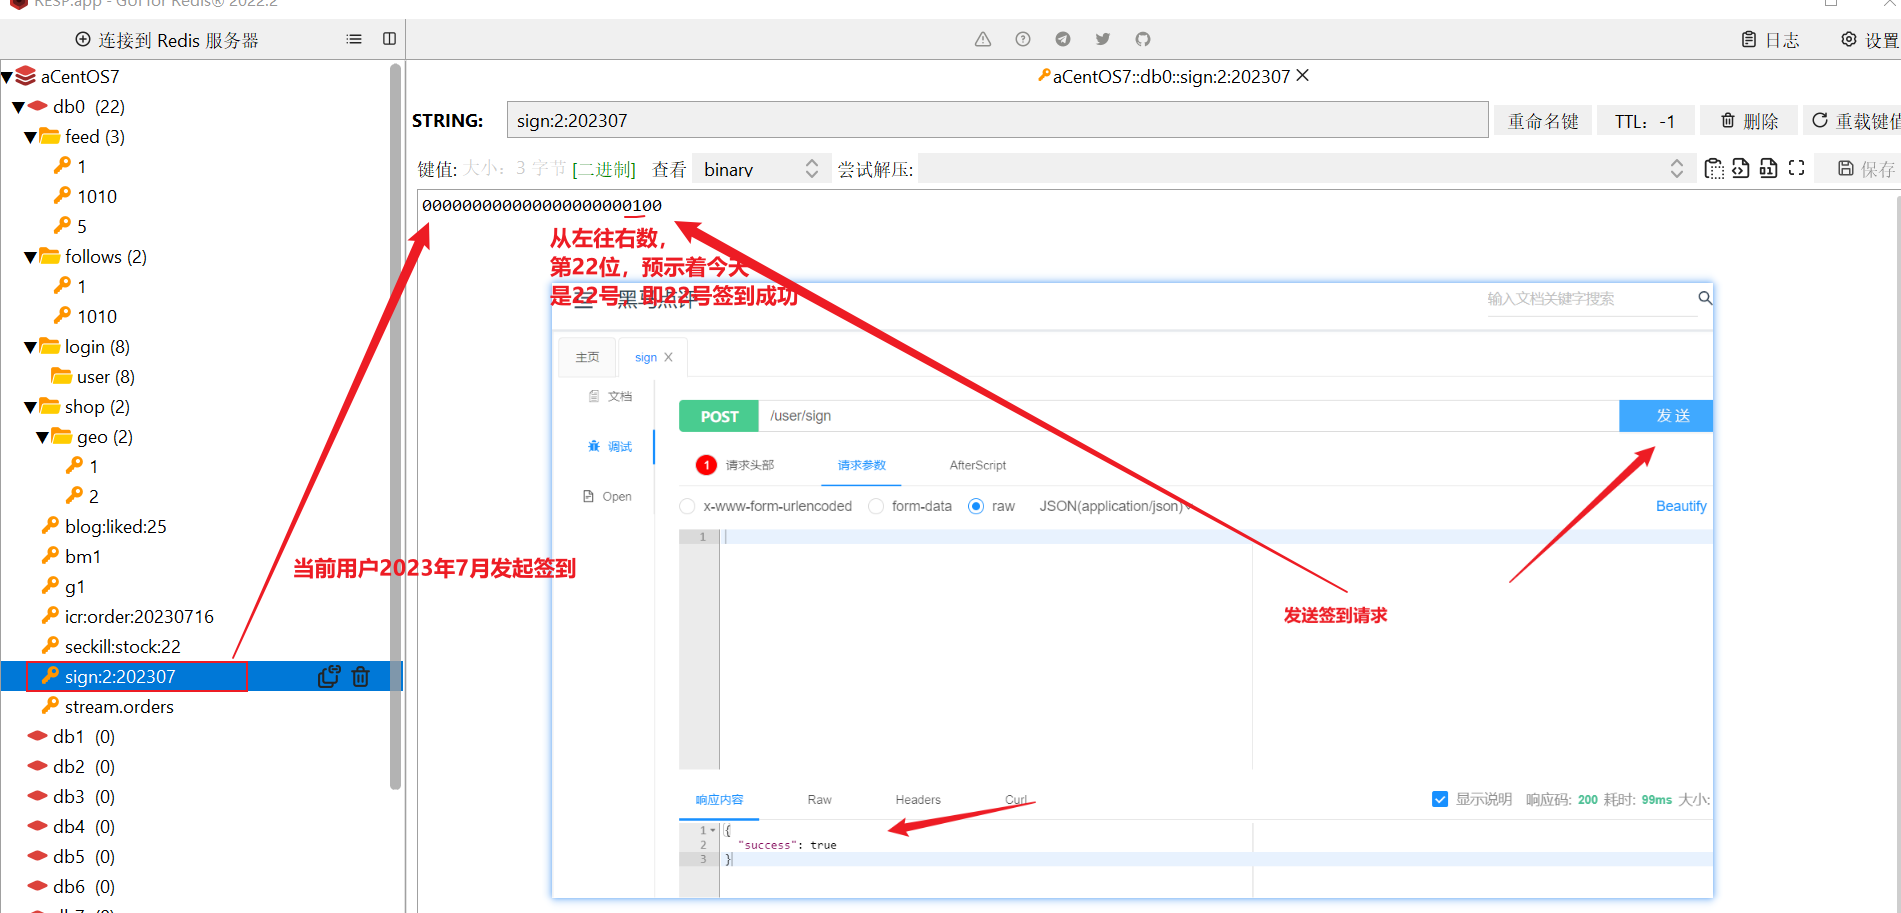 RESP.app - GUI for Redis® 2022.2
连接到 Redis 服务器
日志
设置
aCentOS7
db0 (22)
feed (3)
1
1010
5
follows (2)
1
1010
login (8)
user (8)
shop (2)
geo (2)
1
2
blog:liked:25
bm1
g1
icr:order:20230716
seckill:stock:22
sign:2:202307
stream.orders
db1 (0)
db2 (0)
db3 (0)
db4 (0)
db5 (0)
db6 (0)
aCentOS7::db0::sign:2:202307
STRING:
sign:2:202307
重命名键
TTL: -1
删除
重载键值
键值: 大小: 3 字节 [二进制] 查看 binary 尝试解压:
保存
000000000000000000000100
从左往右数，
第22位，预示着今天
是22号，即22号签到成功
黑马点评
输入文档关键字搜索
主页
sign
文档
调试
Open
POST
/user/sign
发 送
1 请求头部
请求参数
AfterScript
x-www-form-urlencoded
form-data
raw
JSON(application/json)
Beautify
1
当前用户2023年7月发起签到
发送签到请求
响应内容
Raw
Headers
Curl
显示说明
响应码: 200 耗时: 99ms 大小:
1 {
2 "success": true
3 }